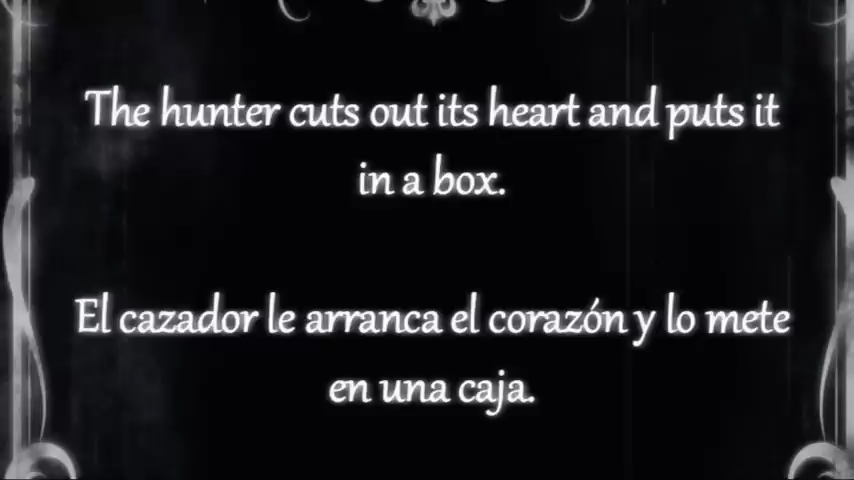 The hunter cuts out its heart and puts it
in a box.
El cazador le arranca el corazón y lo mete
en una caja.